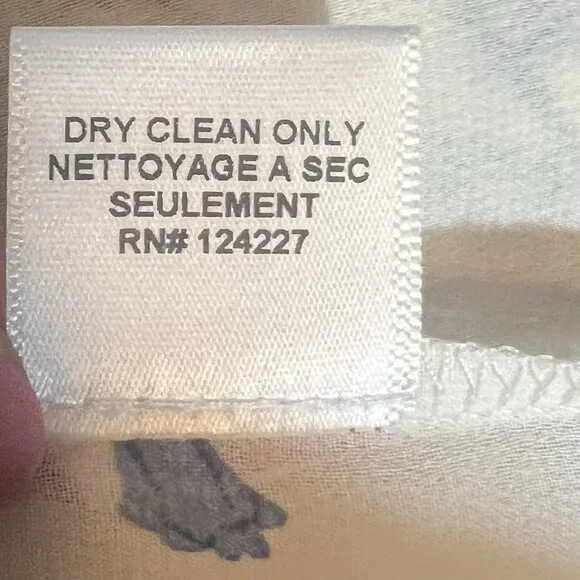 DRY CLEAN ONLY
NETTOYAGE A SEC
SEULEMENT
RN# 124227